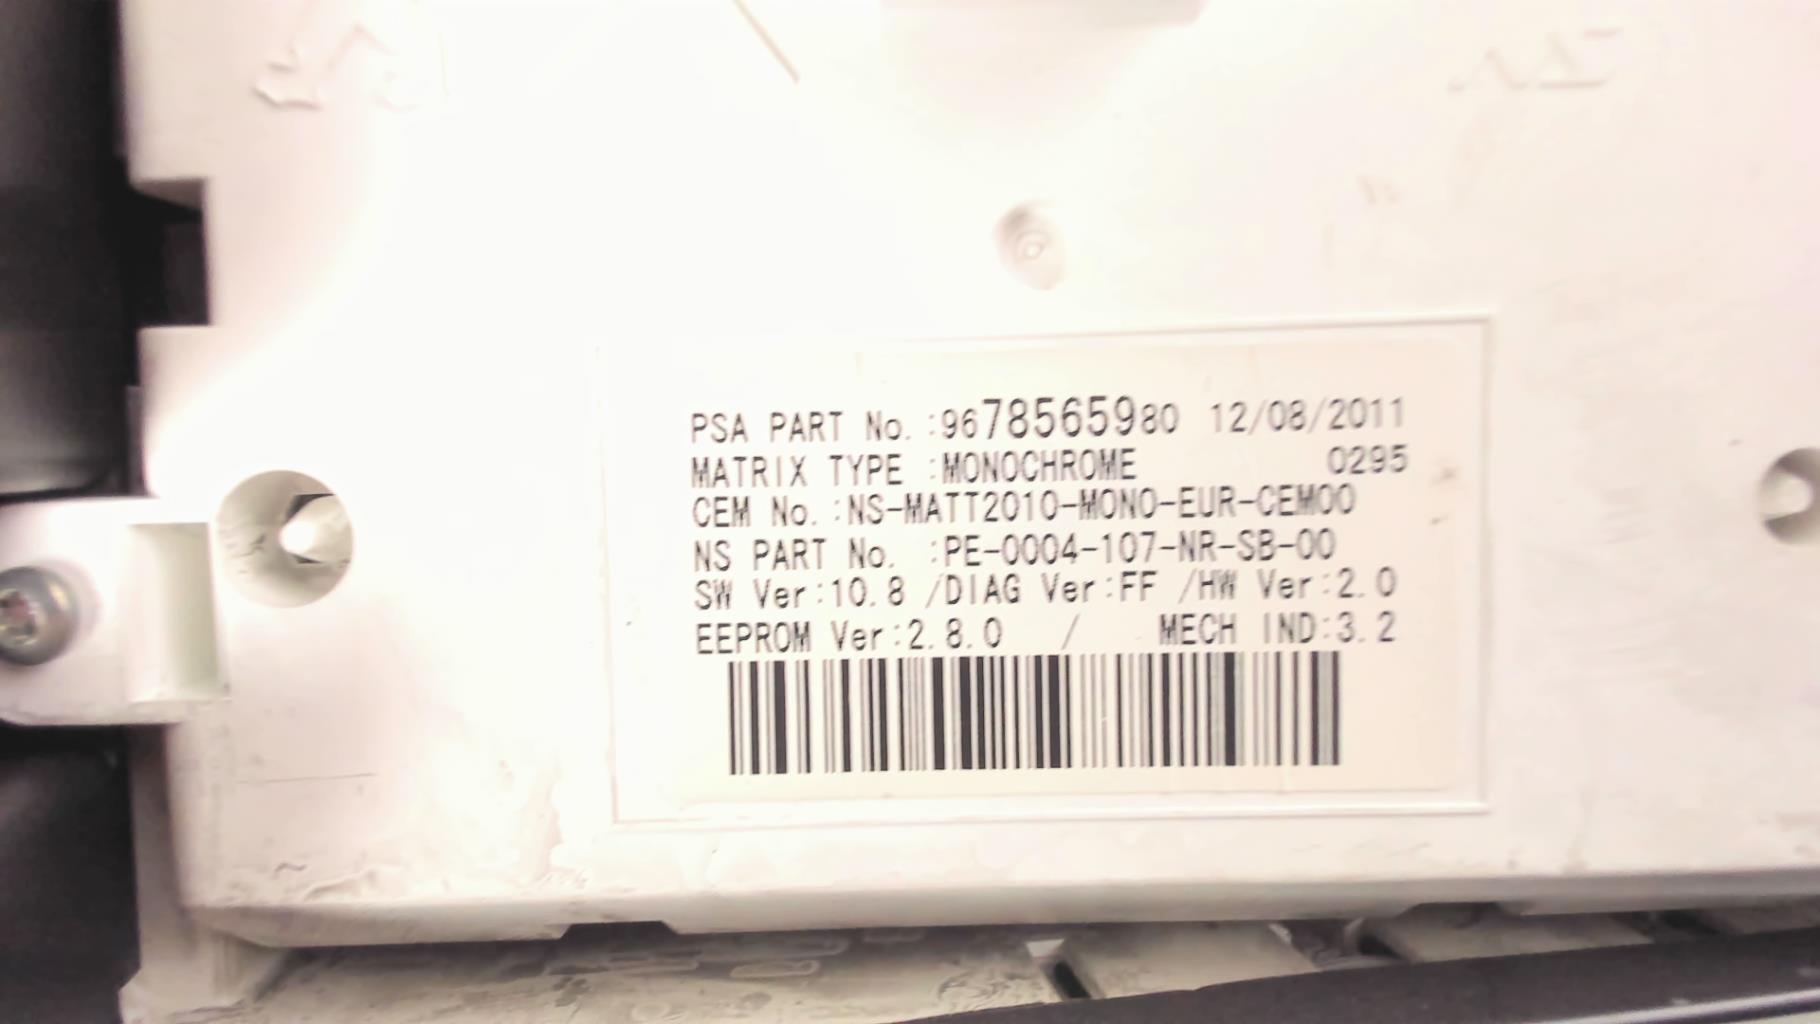 PSA PART No. :9678565980 12/08/2011
MATRIX TYPE :MONOCHROME 0295
CEM No. :NS-MATT2010-MONO-EUR-CEM00
NS PART No. :PE-0004-107-NR-SB-00
SW Ver:10.8 /DIAG Ver:FF /HW Ver:2.0
EEPROM Ver:2.8.0 / MECH IND:3.2